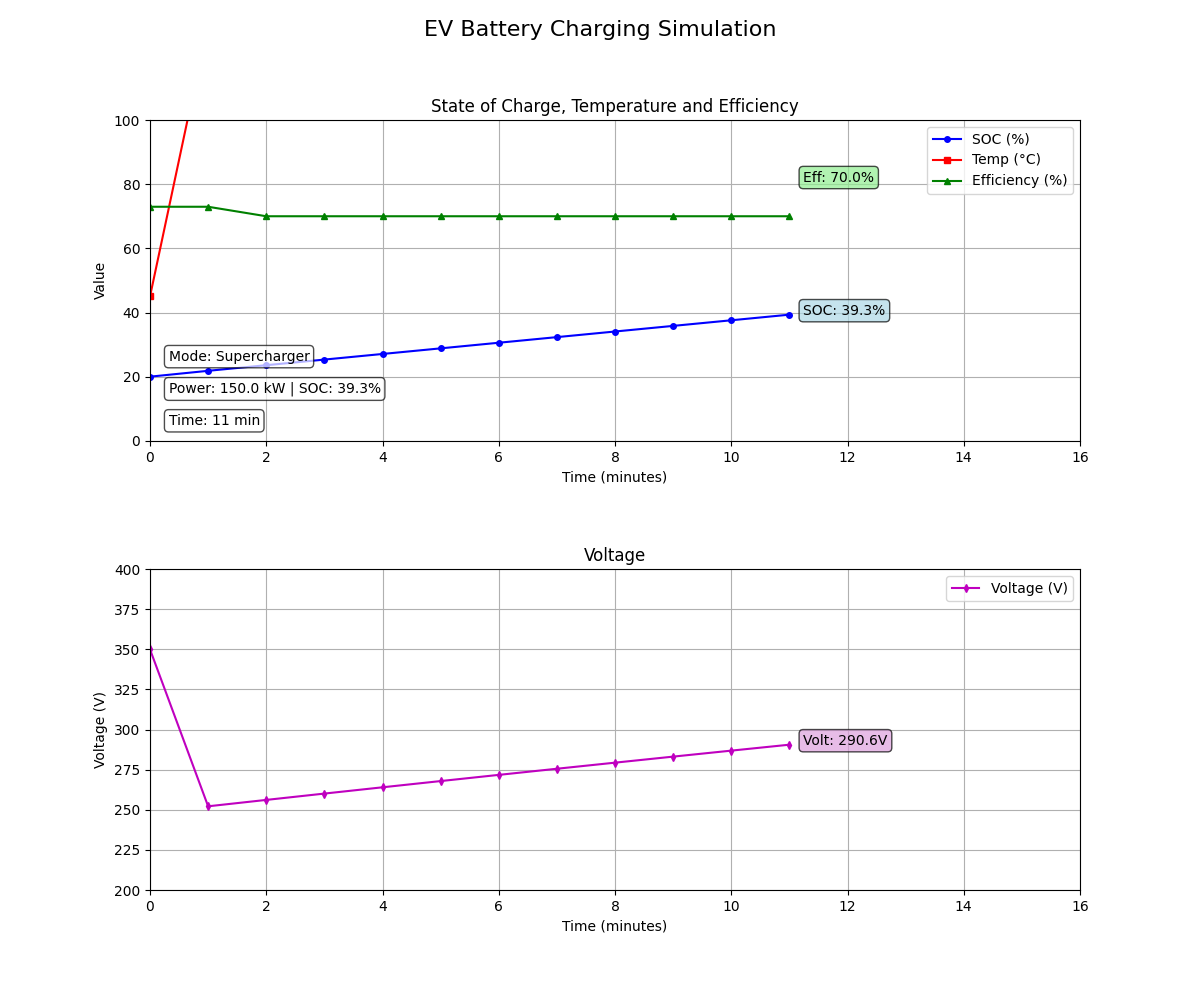 EV Battery Charging Simulation
State of Charge, Temperature and Efficiency
Value
100
80
60
40
20
0
SOC (%)
Temp (°C)
Efficiency (%)
Eff: 70.0%
SOC: 39.3%
Mode: Supercharger
Power: 150.0 kW | SOC: 39.3%
Time: 11 min
0 2 4 6 8 10 12 14 16
Time (minutes)
Voltage
Voltage (V)
400
375
350
325
300
275
250
225
200
Voltage (V)
Volt: 290.6V
0 2 4 6 8 10 12 14 16
Time (minutes)